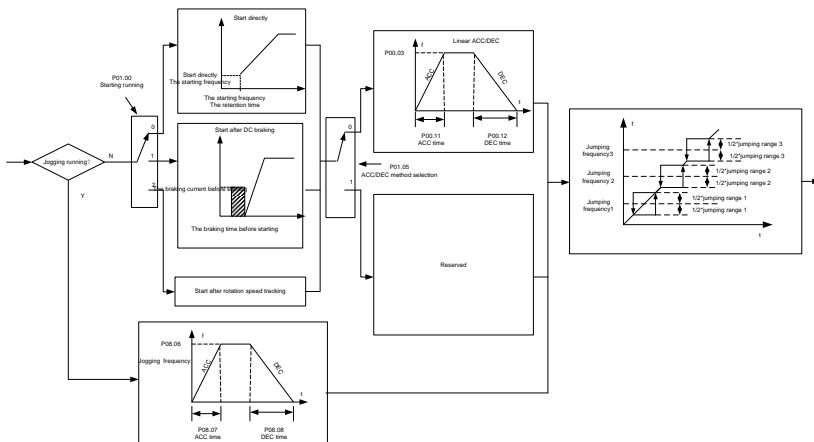 Start directly
f
Start directly
The starting frequency
t
The starting frequency
The retention time
P01.00
Starting running
0
1
2
Jogging running?
N
Y
Start after DC braking
The braking current before starting
The braking time before starting
Start after rotation speed tracking
0
1
P01.05
ACC/DEC method selection
Linear ACC/DEC
P00.03
f
ACC
DEC
t
P00.11
ACC time
P00.12
DEC time
Reserved
P08.06
Jogging frequency
f
ACC
DEC
t
P08.07
ACC time
P08.08
DEC time
f
Jumping
frequency3
Jumping
frequency 2
Jumping
frequency1
1/2*jumping range 3
1/2*jumping range 3
1/2*jumping range 2
1/2*jumping range 2
1/2*jumping range 1
1/2*jumping range 1
t